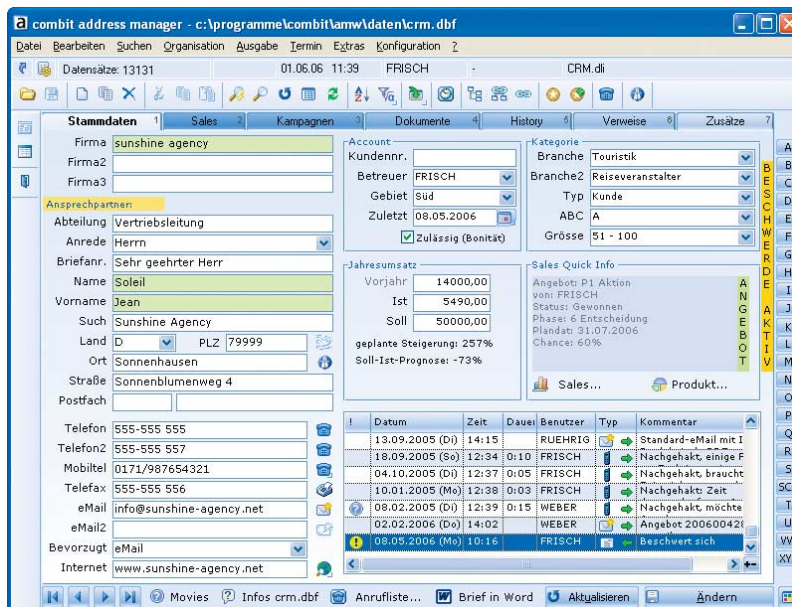 combit address manager - c:\programme\combit\amw\daten\crm.dbf
Datei Bearbeiten Suchen Organisation Ausgabe Termin Extras Konfiguration ?
Datensätze: 13131 01.06.06 11:39 FRISCH - CRM.dli
Stammdaten 1 Sales 2 Kampagnen 3 Dokumente 4 History 5 Verweise 6 Zusätze 7
Firma sunshine agency
Firma2
Firma3
Ansprechpartner:
Abteilung Vertriebsleitung
Anrede Herrn
Briefanr. Sehr geehrter Herr
Name Soleil
Vorname Jean
Such Sunshine Agency
Land D PLZ 79999
Ort Sonnenhausen
Straße Sonnenblumenweg 4
Postfach
Telefon 555-555 555
Telefon2 555-555 557
Mobiltel 0171/987654321
Telefax 555-555 556
eMail info@sunshine-agency.net
eMail2
Bevorzugt eMail
Internet www.sunshine-agency.net
Account
Kundennr.
Betreuer FRISCH
Gebiet Süd
Zuletzt 08.05.2006
Zulässig (Bonität)
Kategorie
Branche Touristik
Branche2 Reiseveranstalter
Typ Kunde
ABC A
Grösse 51 - 100
Jahresumsatz
Vorjahr 14000,00
Ist 5490,00
Soll 50000,00
geplante Steigerung: 257%
Soll-Ist-Prognose: -73%
Sales Quick Info
Angebot: P1 Aktion
von: FRISCH
Status: Gewonnen
Phase: 6 Entscheidung
Plandat: 31.07.2006
Chance: 60%
ANGEBOT
Sales... Produkt...
BESCHWERDE AKTIV
! Datum Zeit Dauer Benutzer Typ Kommentar
13.09.2005 (Di) 14:15 RUEHRIG Standard-eMail mit I
18.09.2005 (So) 12:34 0:10 FRISCH Nachgehakt, einige F
04.10.2005 (Di) 12:37 0:05 FRISCH Nachgehakt, braucht
10.01.2005 (Mo) 12:38 0:03 FRISCH Nachgehakt: Zeit
08.02.2005 (Di) 12:39 0:15 WEBER Nachgehakt, möchte
02.02.2006 (Do) 14:02 WEBER Angebot 200600428
08.05.2006 (Mo) 10:16 FRISCH Beschwert sich
A
B
C
D
E
F
G
H
I
J
K
L
M
N
O
P
Q
R
S
SC
T
U
VW
XY
Movies Infos crm.dbf Anrufliste... Brief in Word Aktualisieren Ändern